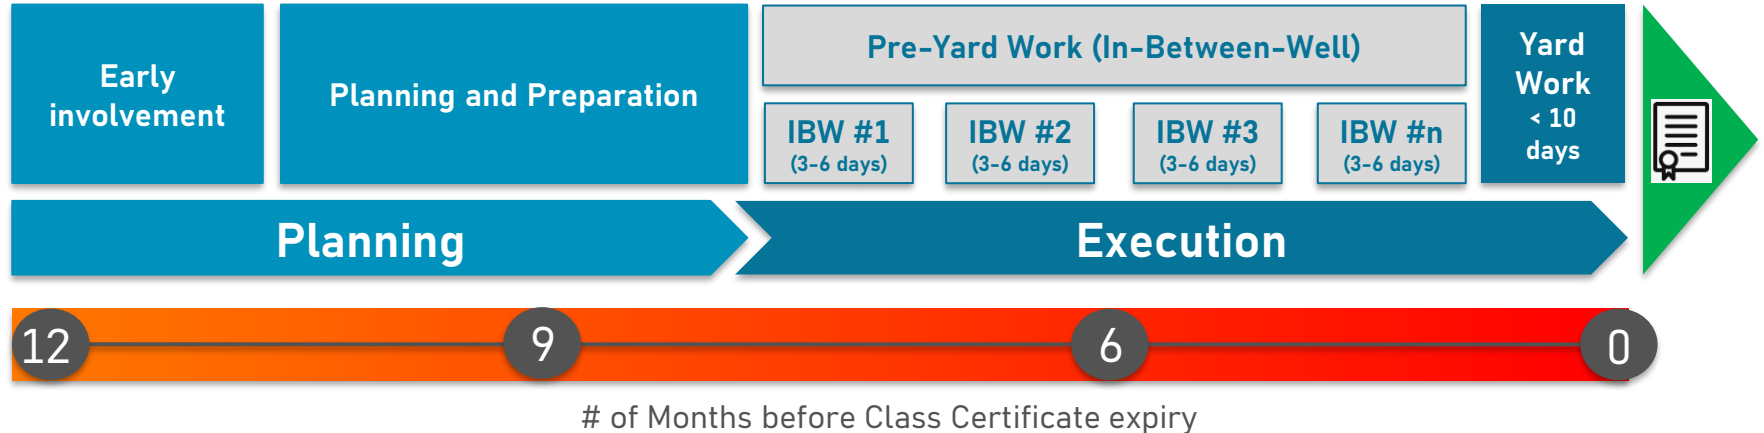 Early
involvement
Planning and Preparation
Pre-Yard Work (In-Between-Well)
IBW #1
(3-6 days)
IBW #2
(3-6 days)
IBW #3
(3-6 days)
IBW #n
(3-6 days)
Yard
Work
< 10
days
Planning
Execution
12
9
6
0
# of Months before Class Certificate expiry